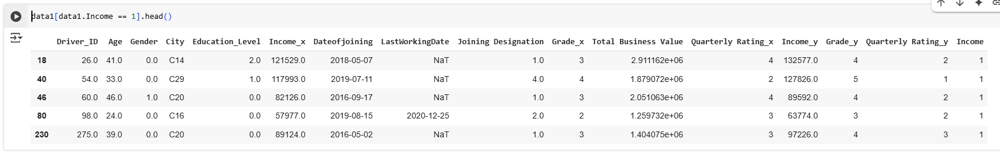 data1[data1.Income == 1].head()
Driver_ID Age Gender City Education_Level Income_x Dateofjoining LastWorkingDate Joining Designation Grade_x Total Business Value Quarterly Rating_x Income_y Grade_y Quarterly Rating_y Income
18 26.0 41.0 0.0 C14 2.0 121529.0 2018-05-07 NaT 1.0 3 2.911162e+06 4 132577.0 4 2 1
40 54.0 33.0 0.0 C29 1.0 117993.0 2019-07-11 NaT 4.0 4 1.879072e+06 2 127826.0 5 1 1
46 60.0 46.0 1.0 C20 0.0 82126.0 2016-09-17 NaT 1.0 3 2.051063e+06 4 89592.0 4 2 1
80 98.0 24.0 0.0 C16 0.0 57977.0 2019-08-15 2020-12-25 2.0 2 1.259732e+06 3 63774.0 3 2 1
230 275.0 39.0 0.0 C20 0.0 89124.0 2016-05-02 NaT 1.0 3 1.404075e+06 3 97226.0 4 3 1